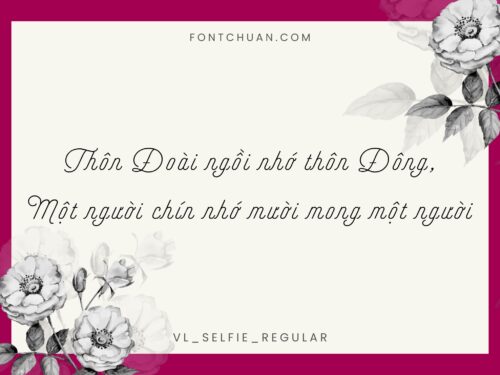 FONTCHUAN.COM
Thôn Đoài ngồi nhớ thôn Đông,
Một người chín nhớ mười mong một người
VL_SELFIE_REGULAR